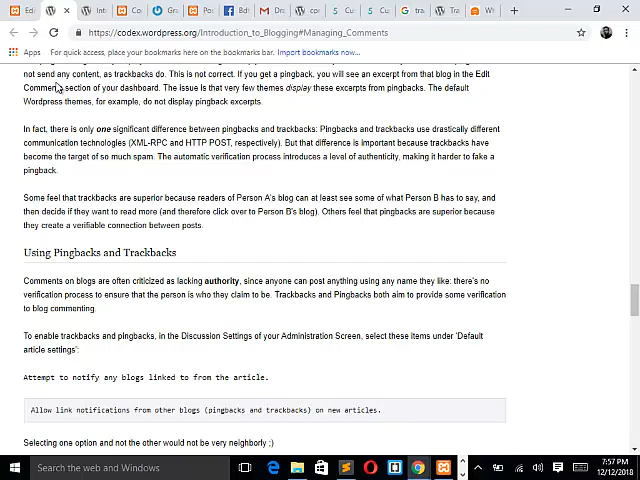 Edi
Int
Co
Gra
Pos
Bdt
Dra
cor
Cu
Cu
tra
Tra
Wh
https://codex.wordpress.org/Introduction_to_Blogging#Managing_Comments
Apps For quick access, place your bookmarks here on the bookmarks bar. Import bookmarks now...
not send any content, as trackbacks do. This is not correct. If you get a pingback, you will see an excerpt from that blog in the Edit
Comments section of your dashboard. The issue is that very few themes display these excerpts from pingbacks. The default
Wordpress themes, for example, do not display pingback excerpts.
In fact, there is only one significant difference between pingbacks and trackbacks: Pingbacks and trackbacks use drastically different
communication technologies (XML-RPC and HTTP POST, respectively). But that difference is important because trackbacks have
become the target of so much spam. The automatic verification process introduces a level of authenticity, making it harder to fake a
pingback.
Some feel that trackbacks are superior because readers of Person A's blog can at least see some of what Person B has to say, and
then decide if they want to read more (and therefore click over to Person B's blog). Others feel that pingbacks are superior because
they create a verifiable connection between posts.
Using Pingbacks and Trackbacks
Comments on blogs are often criticized as lacking authority, since anyone can post anything using any name they like: there's no
verification process to ensure that the person is who they claim to be. Trackbacks and Pingbacks both aim to provide some verification
to blog commenting.
To enable trackbacks and pingbacks, in the Discussion Settings of your Administration Screen, select these items under 'Default
article settings':
Attempt to notify any blogs linked to from the article.
Allow link notifications from other blogs (pingbacks and trackbacks) on new articles.
Selecting one option and not the other would not be very neighborly ;)
Search the web and Windows
7:57 PM
12/12/2018